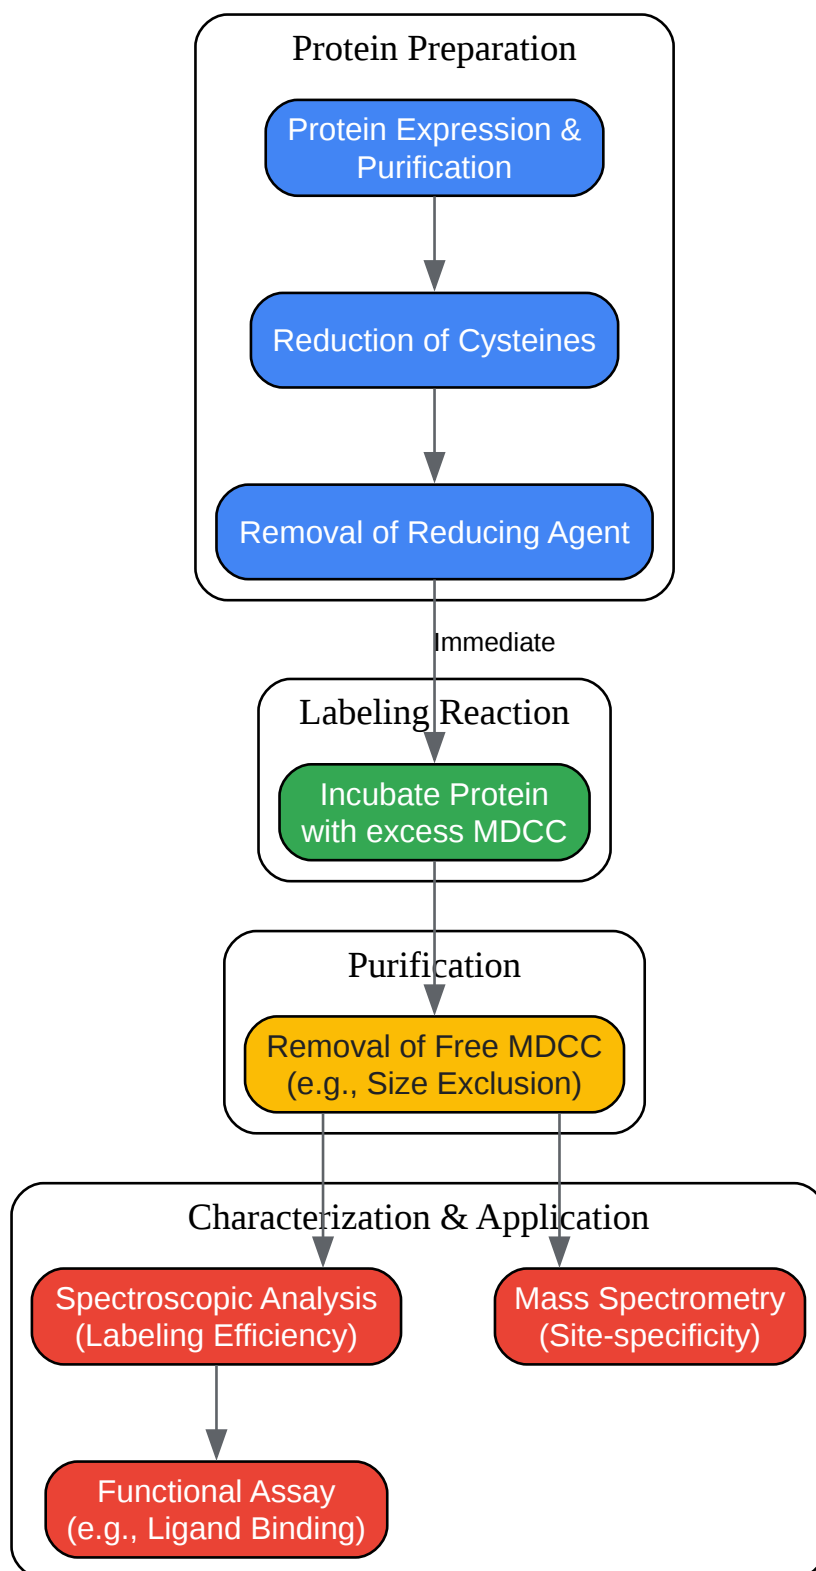 Protein Preparation
Protein Expression &
Purification
Reduction of Cysteines
Removal of Reducing Agent
Immediate
Labeling Reaction
Incubate Protein
with excess MDCC
Purification
Removal of Free MDCC
(e.g., Size Exclusion)
Characterization & Application
Spectroscopic Analysis
(Labeling Efficiency)
Mass Spectrometry
(Site-specificity)
Functional Assay
(e.g., Ligand Binding)